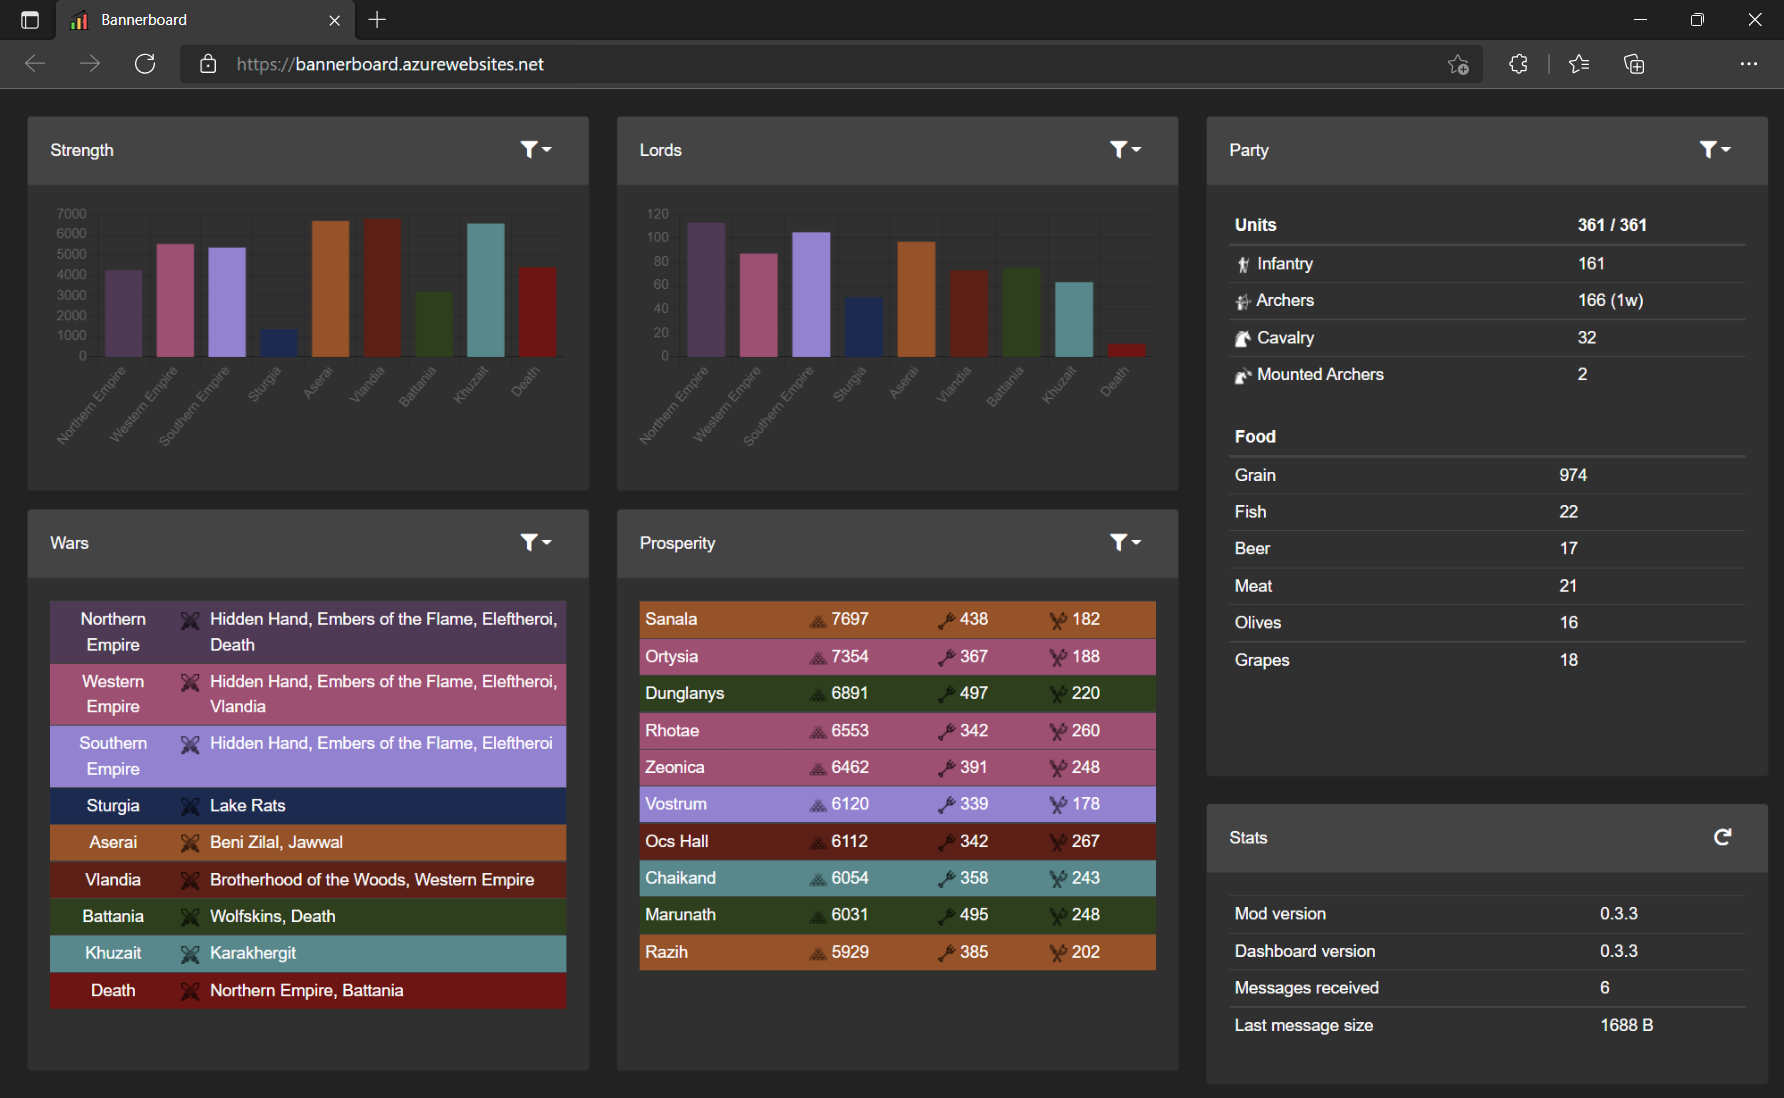 Bannerboard
https://bannerboard.azurewebsites.net
Strength
7000
6000
5000
4000
3000
2000
1000
0
Northern Empire
Western Empire
Southern Empire
Sturgia
Aserai
Vlandia
Battania
Khuzait
Death
Lords
120
100
80
60
40
20
0
Northern Empire
Western Empire
Southern Empire
Sturgia
Aserai
Vlandia
Battania
Khuzait
Death
Party
Units 361 / 361
Infantry 161
Archers 166 (1w)
Cavalry 32
Mounted Archers 2
Food
Grain 974
Fish 22
Beer 17
Meat 21
Olives 16
Grapes 18
Wars
Northern Hidden Hand, Embers of the Flame, Eleftheroi,
Empire Death
Western Hidden Hand, Embers of the Flame, Eleftheroi,
Empire Vlandia
Southern Hidden Hand, Embers of the Flame, Eleftheroi
Empire
Sturgia Lake Rats
Aserai Beni Zilal, Jawwal
Vlandia Brotherhood of the Woods, Western Empire
Battania Wolfskins, Death
Khuzait Karakhergit
Death Northern Empire, Battania
Prosperity
Sanala 7697 438 182
Ortysia 7354 367 188
Dunglanys 6891 497 220
Rhotae 6553 342 260
Zeonica 6462 391 248
Vostrum 6120 339 178
Ocs Hall 6112 342 267
Chaikand 6054 358 243
Marunath 6031 495 248
Razih 5929 385 202
Stats
Mod version 0.3.3
Dashboard version 0.3.3
Messages received 6
Last message size 1688 B